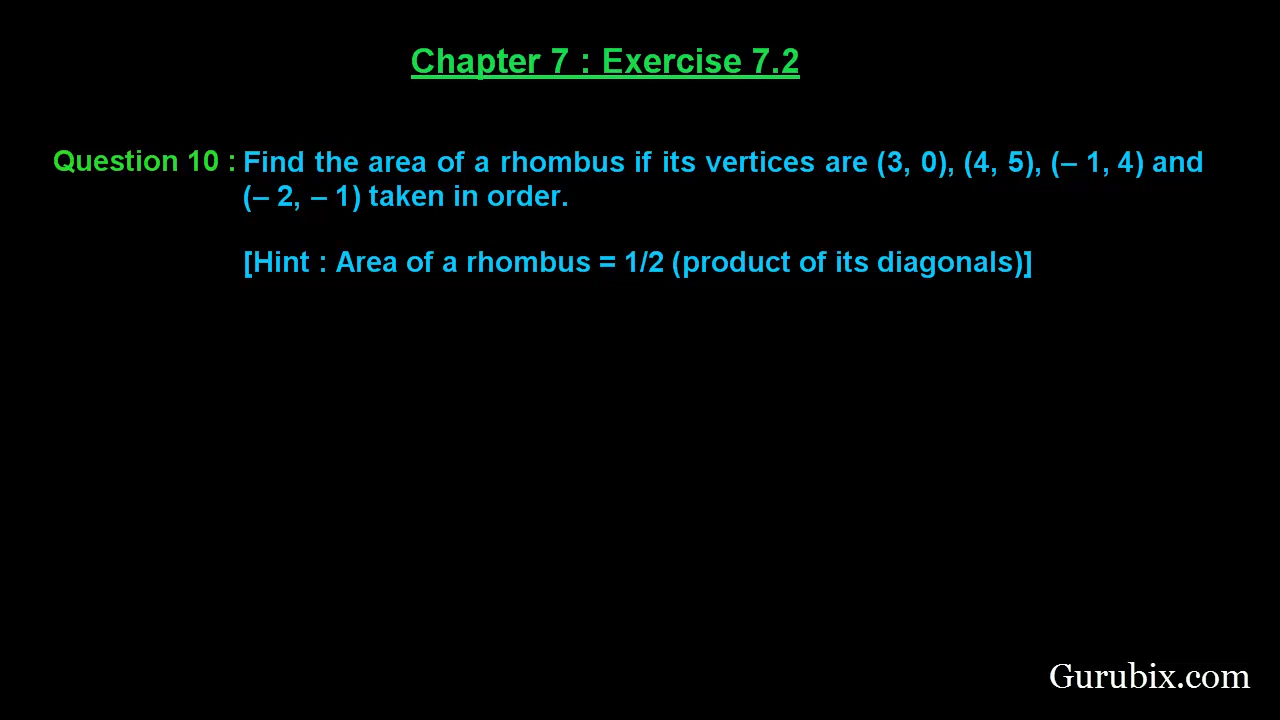 Chapter 7 : Exercise 7.2
Question 10 : Find the area of a rhombus if its vertices are (3, 0), (4, 5), (– 1, 4) and
(– 2, – 1) taken in order.
[Hint : Area of a rhombus = 1/2 (product of its diagonals)]
Gurubix.com